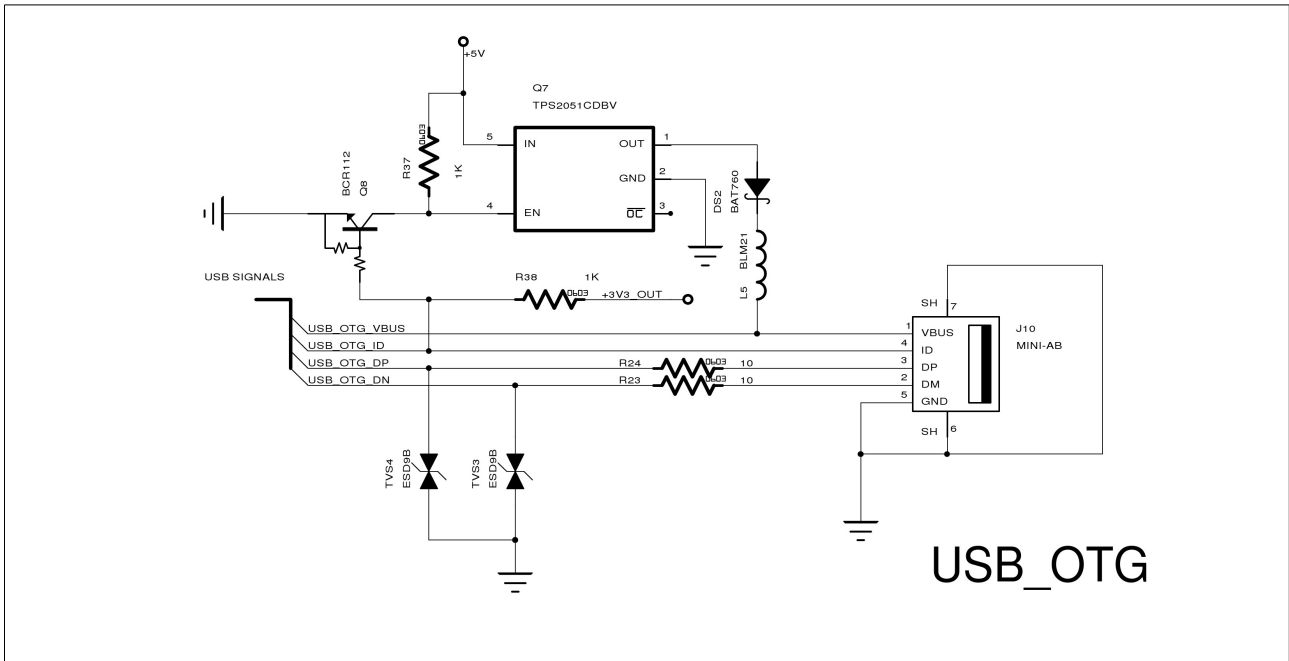 +5V
Q7
TPS2051CDBV
5
IN
OUT
1
GND
2
4
EN
OC
3
R37
0603
1K
BCR112
Q8
DS2
BAT760
L5
BLM21
USB SIGNALS
R38
0603
1K
+3V3_OUT
USB_OTG_VBUS
USB_OTG_ID
USB_OTG_DP
USB_OTG_DN
R24
0603
10
R23
0603
10
SH
7
1
VBUS
4
ID
3
DP
2
DM
5
GND
J10
MINI-AB
SH
6
TVS4
ESD9B
TVS3
ESD9B
USB_OTG